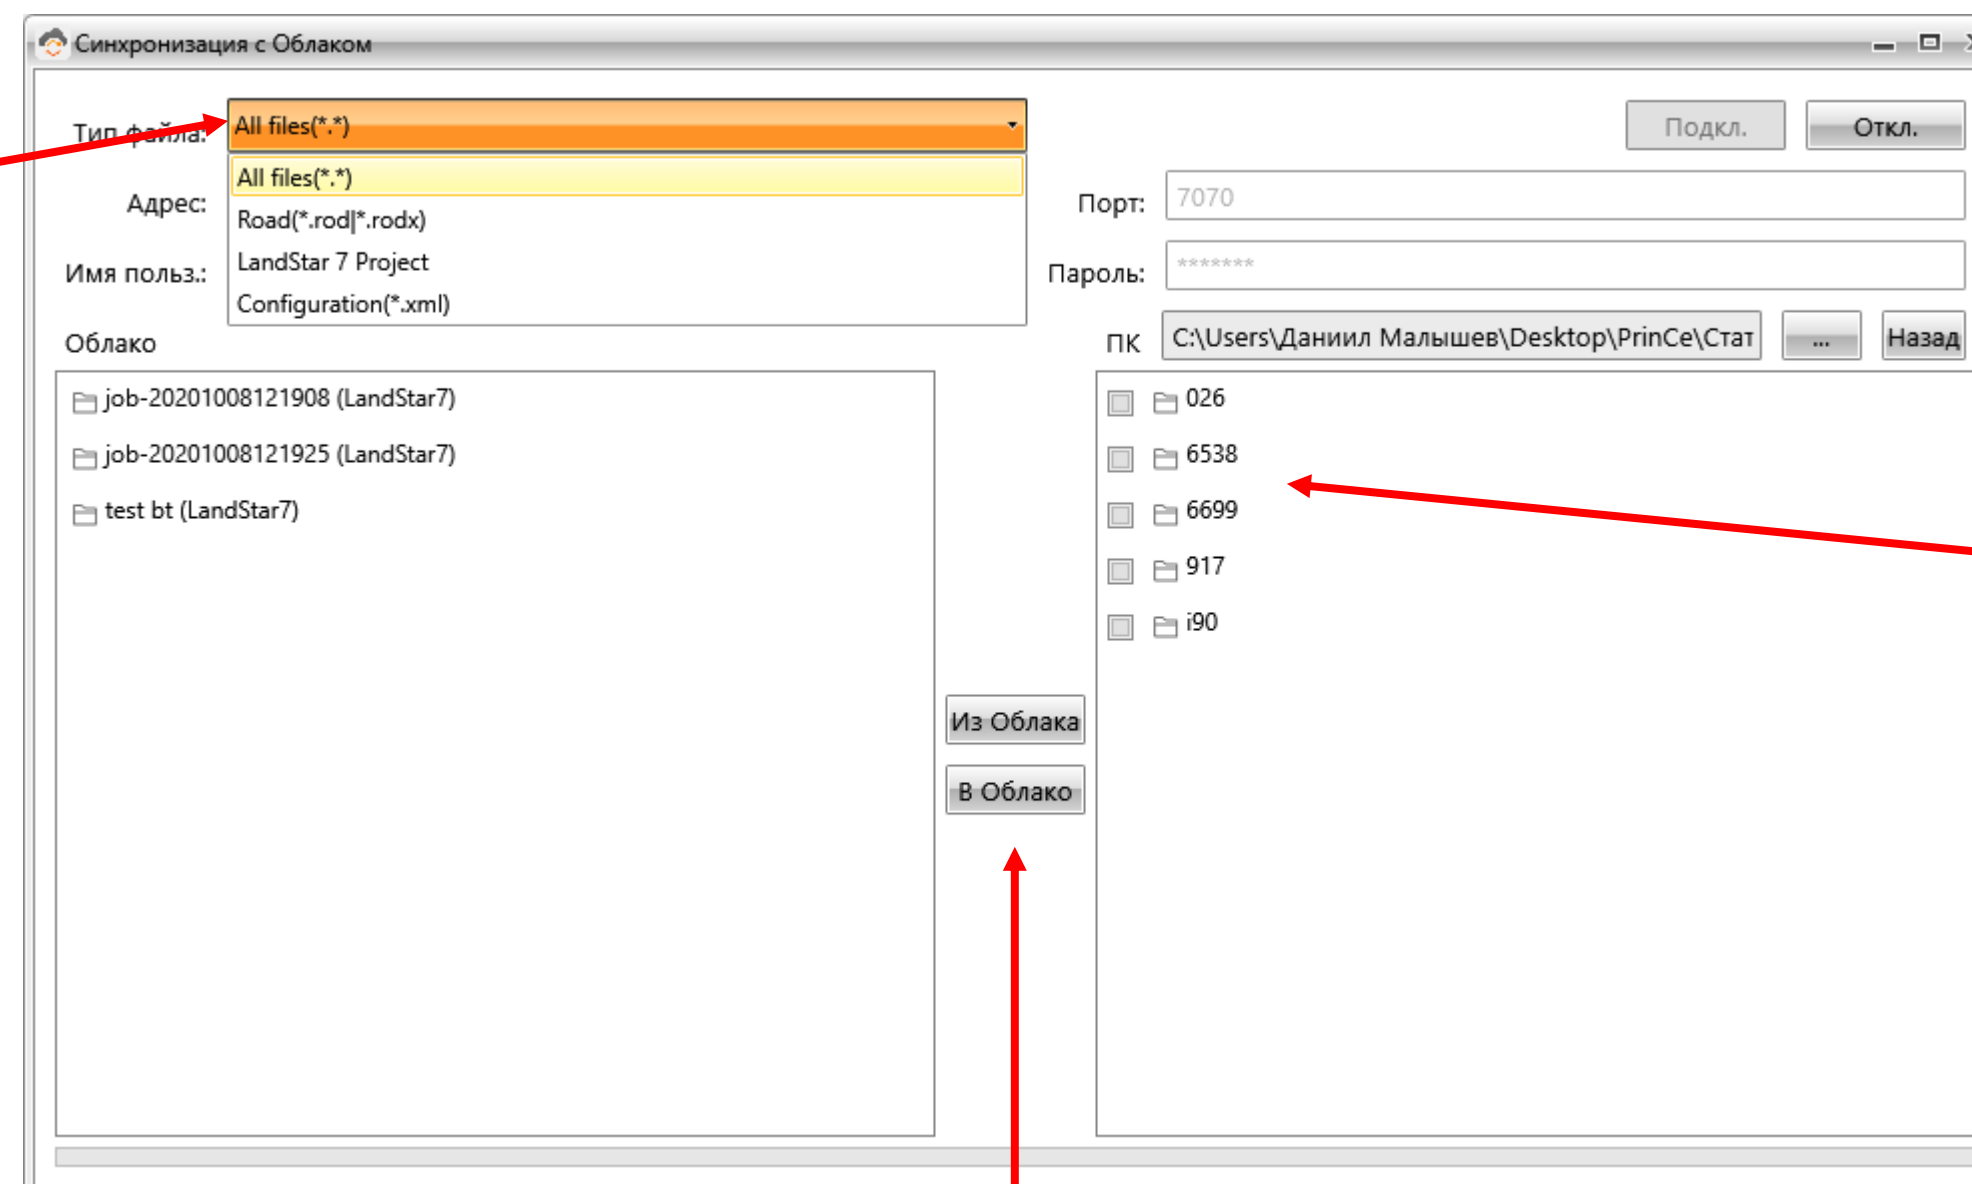 Синхронизация с Облаком
Тип файла: All files(*.*) Подкл. Откл.
All files(*.*)
Адрес: Road(*.rod|*.rodx) Порт: 7070
Имя польз.: LandStar 7 Project Пароль: *******
Configuration(*.xml)
Облако ПК C:\Users\Даниил Малышев\Desktop\PrinCe\Стат ... Назад
job-20201008121908 (LandStar7)
job-20201008121925 (LandStar7)
test bt (LandStar7)
Из Облака
В Облако
026
6538
6699
917
i90